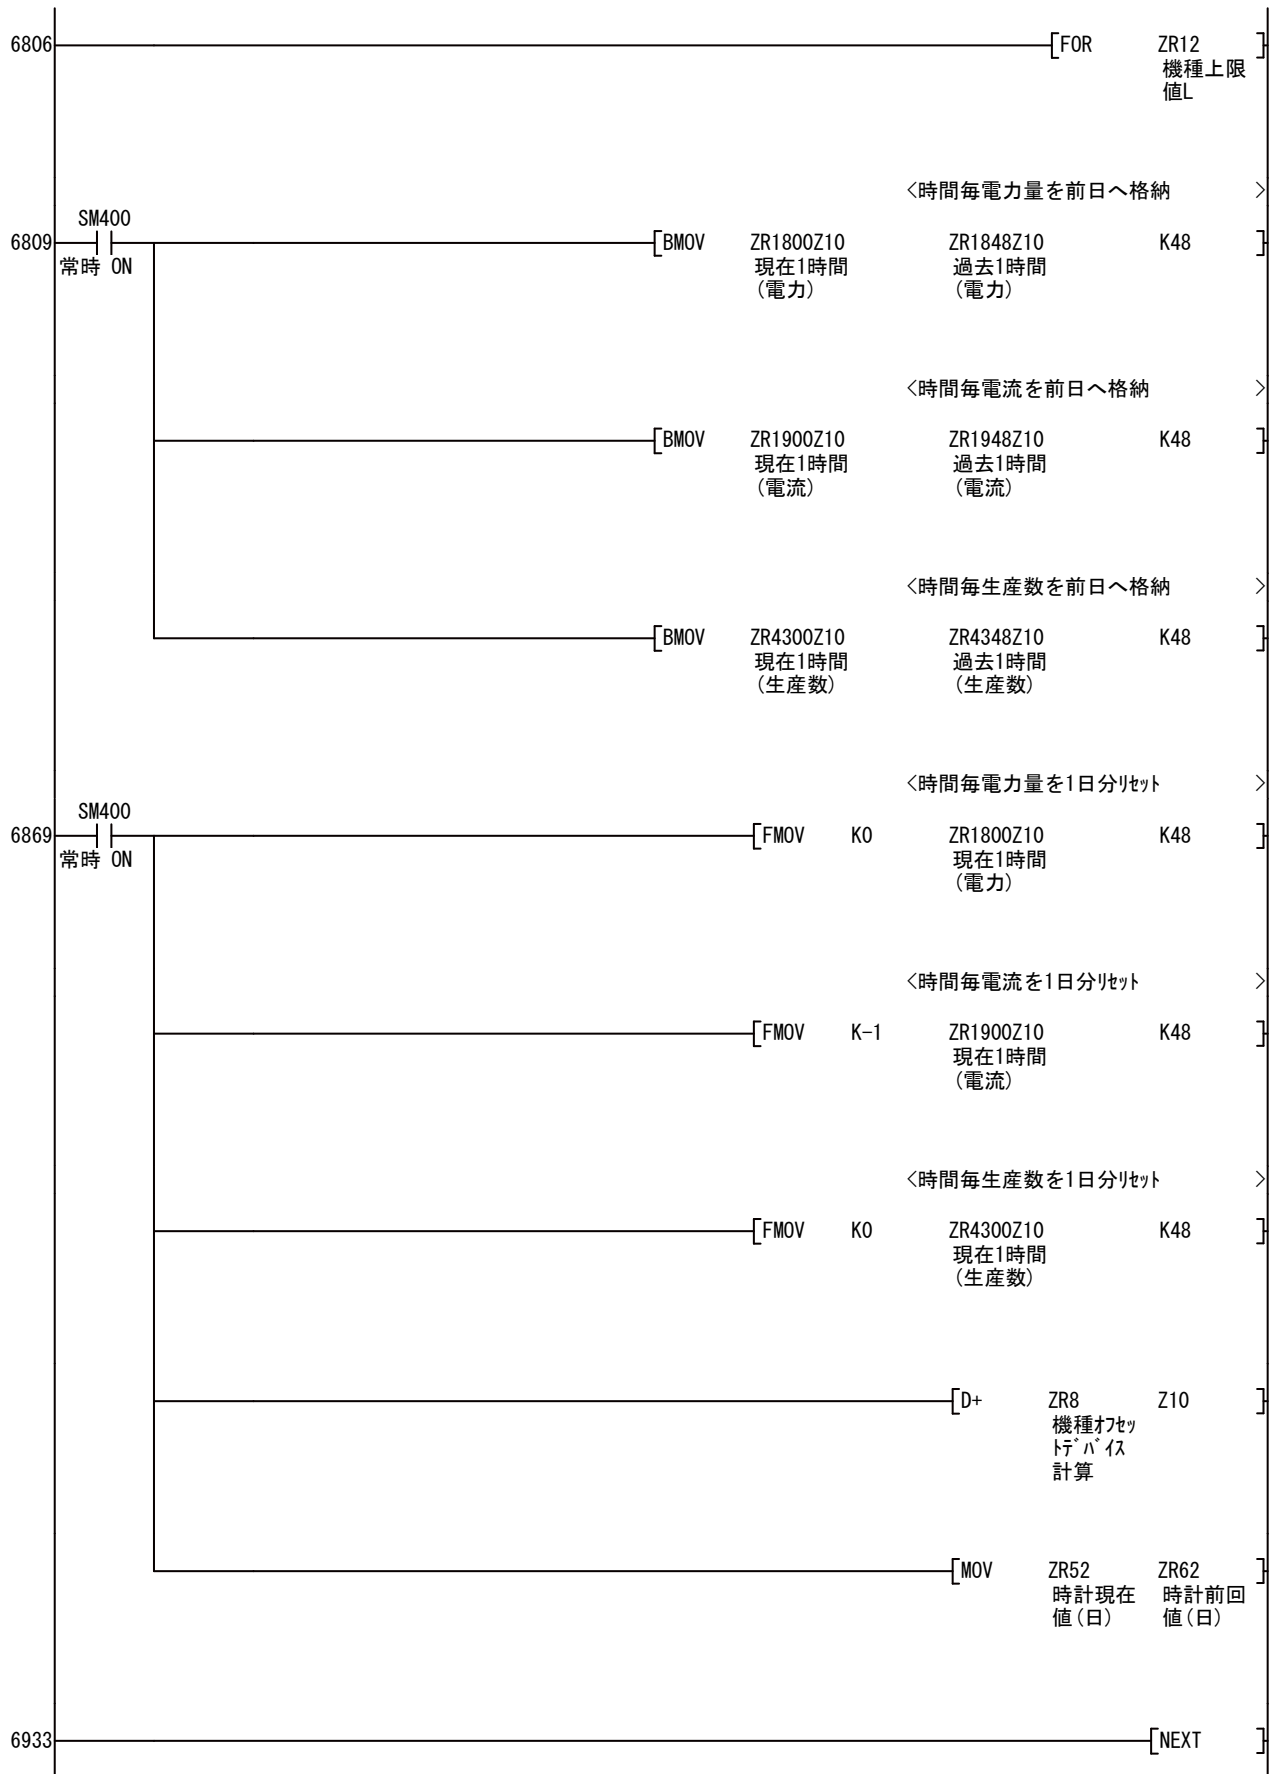 6806 FOR ZR12
機種上限
値L
<時間毎電力量を前日へ格納 >
SM400
6809 BMOV ZR1800Z10 ZR1848Z10 K48
常時 ON 現在1時間 過去1時間
(電力) (電力)
<時間毎電流を前日へ格納 >
BMOV ZR1900Z10 ZR1948Z10 K48
現在1時間 過去1時間
(電流) (電流)
<時間毎生産数を前日へ格納 >
BMOV ZR4300Z10 ZR4348Z10 K48
現在1時間 過去1時間
(生産数) (生産数)
<時間毎電力量を1日分ﾘｾｯﾄ >
SM400
6869 FMOV K0 ZR1800Z10 K48
常時 ON 現在1時間
(電力)
<時間毎電流を1日分ﾘｾｯﾄ >
FMOV K-1 ZR1900Z10 K48
現在1時間
(電流)
<時間毎生産数を1日分ﾘｾｯﾄ >
FMOV K0 ZR4300Z10 K48
現在1時間
(生産数)
D+ ZR8 Z10
機種ｵﾌｾｯ
ﾄﾃﾞﾊﾞｲｽ
計算
MOV ZR52 ZR62
時計現在 時計前回
値(日) 値(日)
6933 NEXT